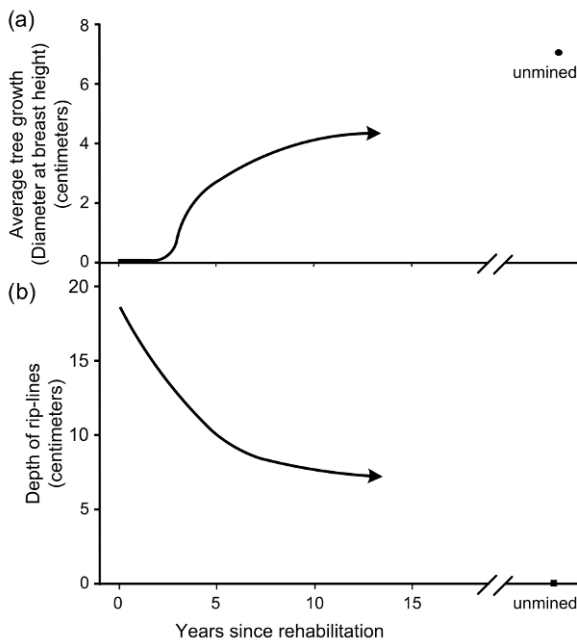 (a)
Average tree growth
(Diameter at breast height)
(centimeters)
8
6
4
2
0
unmined
(b)
Depth of rip-lines
(centimeters)
20
15
10
5
0
0
5
10
15
unmined
Years since rehabilitation